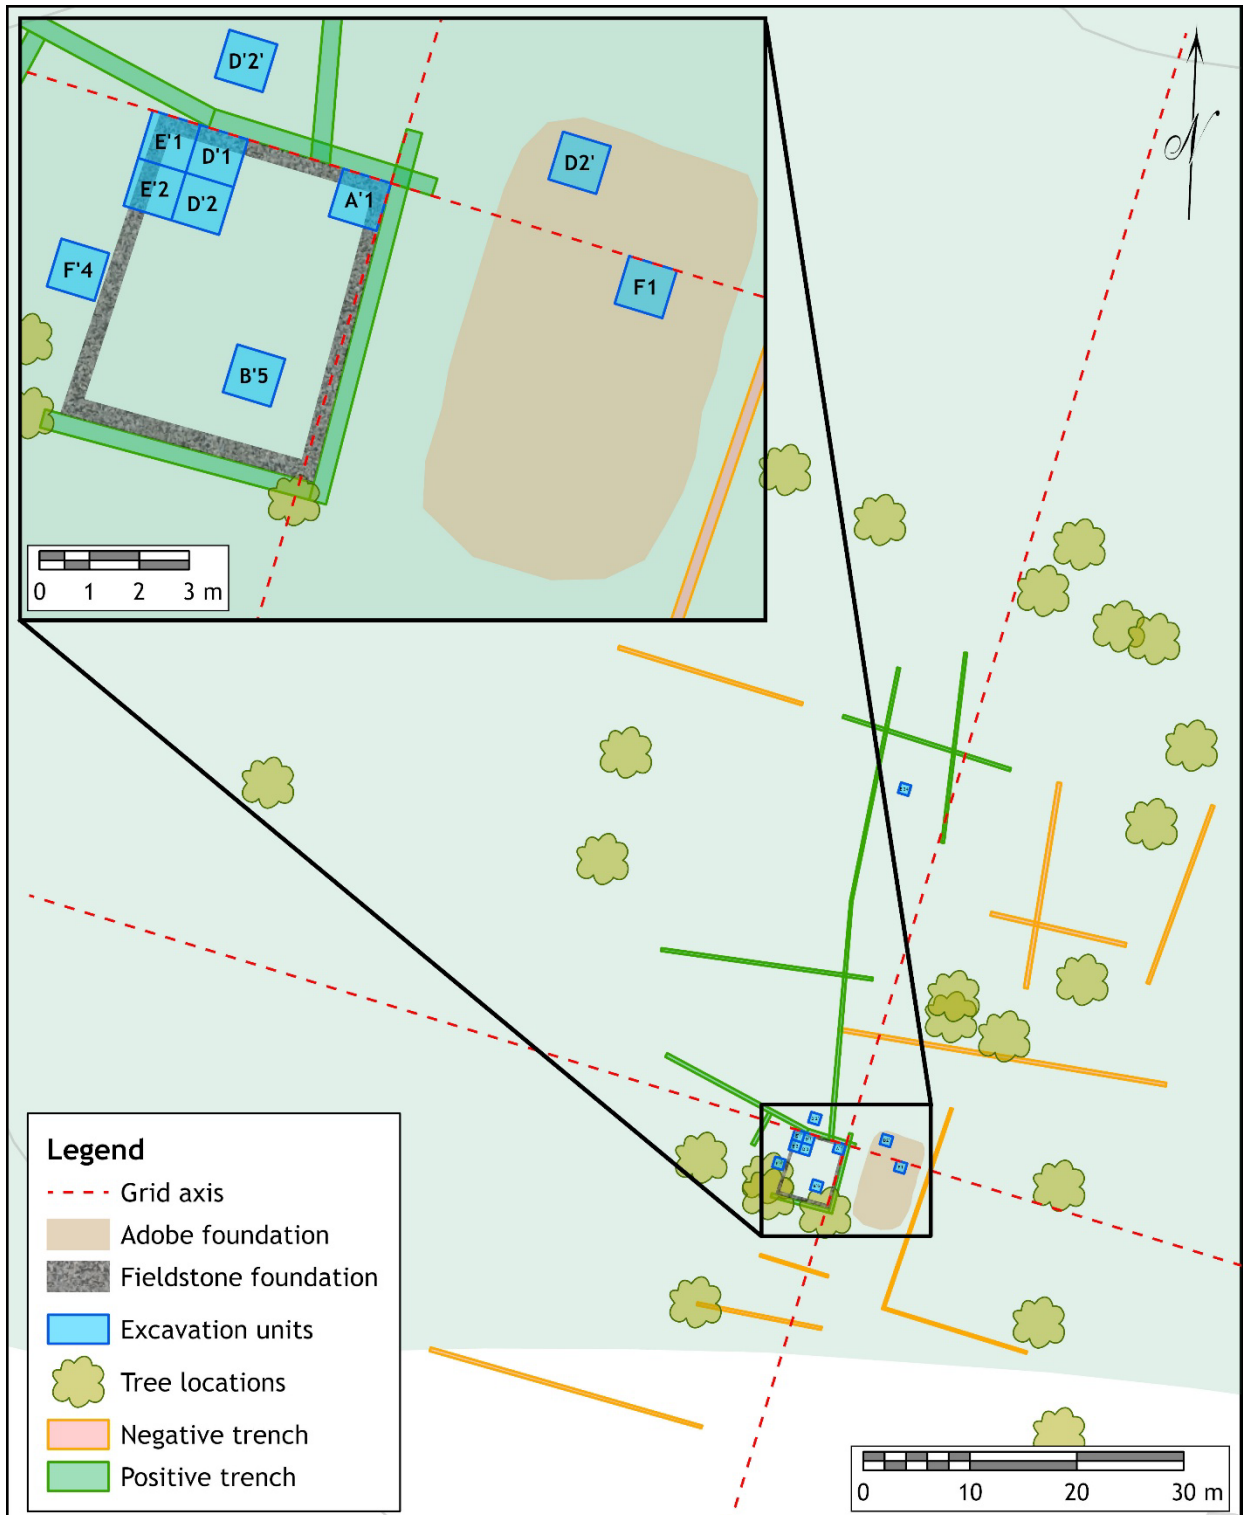 D'2'
E'1
D'1
E'2
D'2
A'1
F'4
B'5
D2'
F1
0 1 2 3 m
N
Legend
Grid axis
Adobe foundation
Fieldstone foundation
Excavation units
Tree locations
Negative trench
Positive trench
0 10 20 30 m